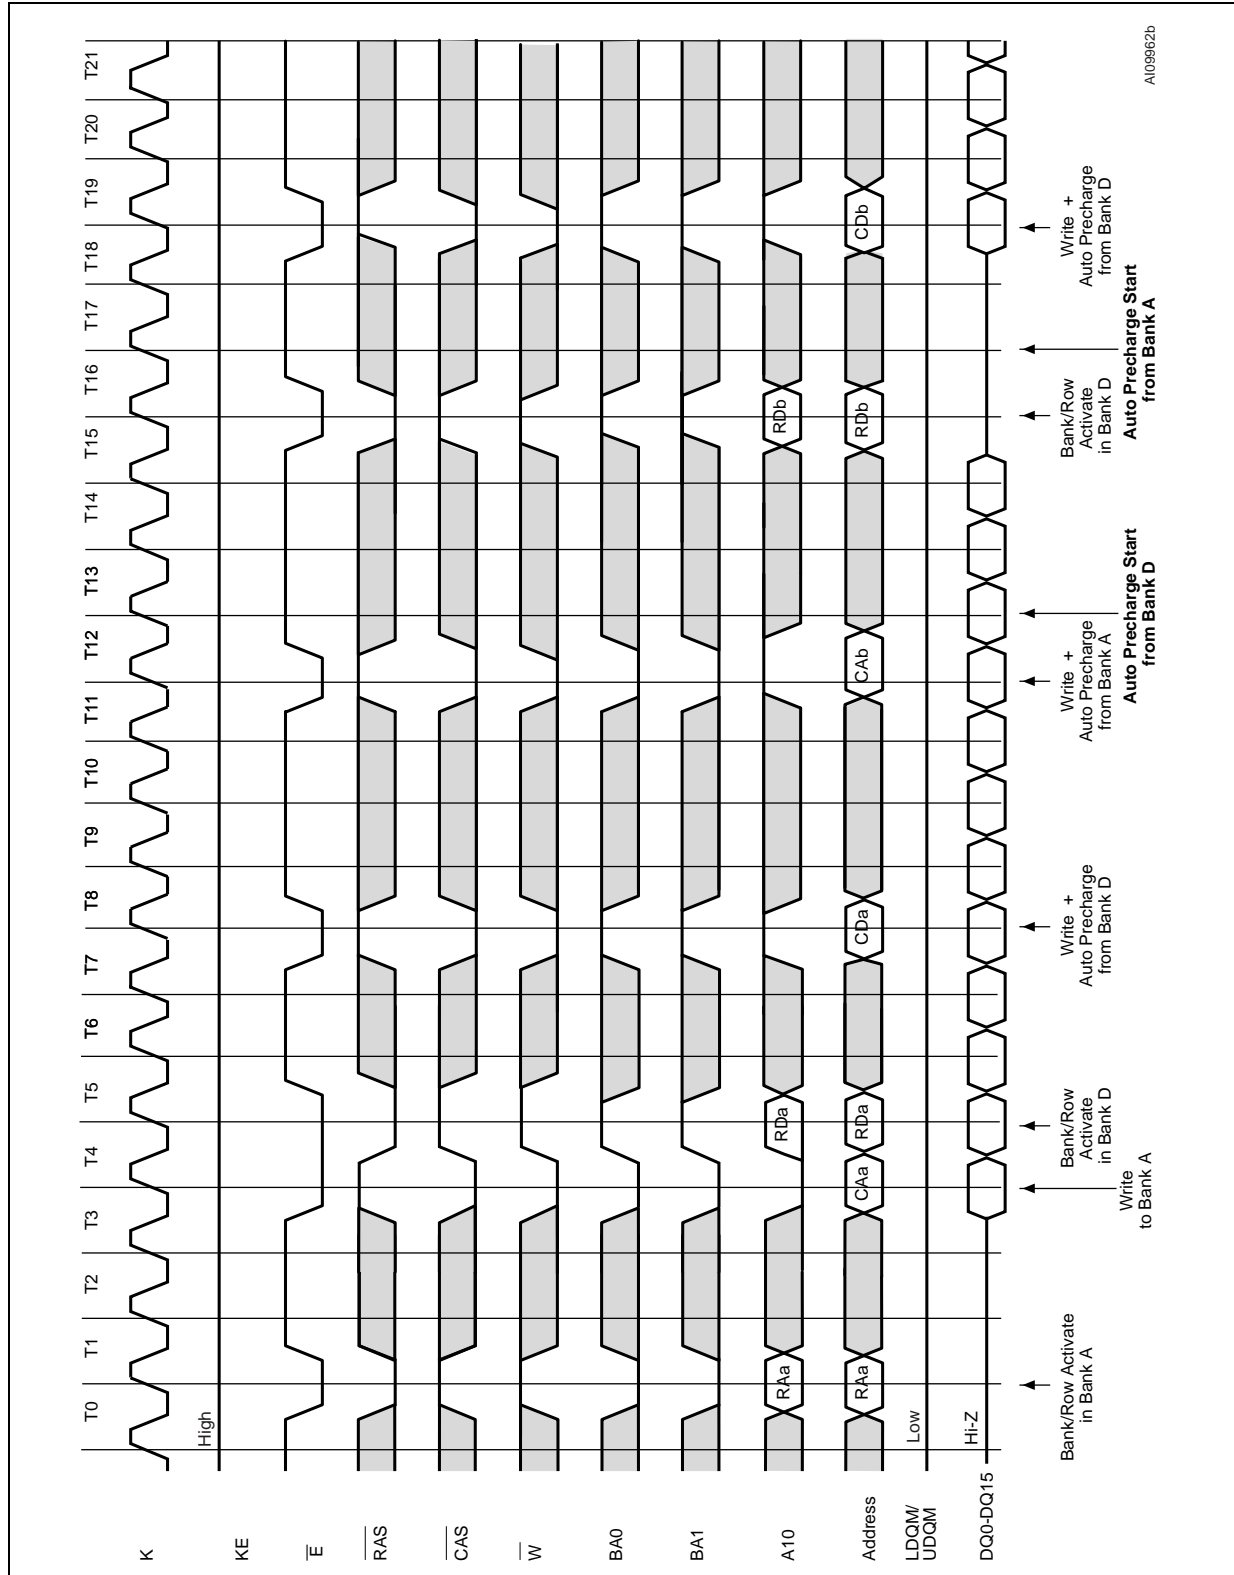 K
KE
E
RAS
CAS
W
BA0
BA1
A10
Address
LDQM/
UDQM
DQ0-DQ15
T0
T1
T2
T3
T4
T5
T6
T7
T8
T9
T10
T11
T12
T13
T14
T15
T16
T17
T18
T19
T20
T21
High
RAa
RDa
RDb
RAa
CAa
RDa
CDa
CAb
RDb
CDb
Low
Hi-Z
Bank/Row Activate
in Bank A
Write
to Bank A
Bank/Row
Activate
in Bank D
Write +
Auto Precharge
from Bank D
Write +
Auto Precharge
from Bank A
Auto Precharge Start
from Bank D
Bank/Row
Activate
in Bank D
Auto Precharge Start
from Bank A
Write +
Auto Precharge
from Bank D
AI09962b